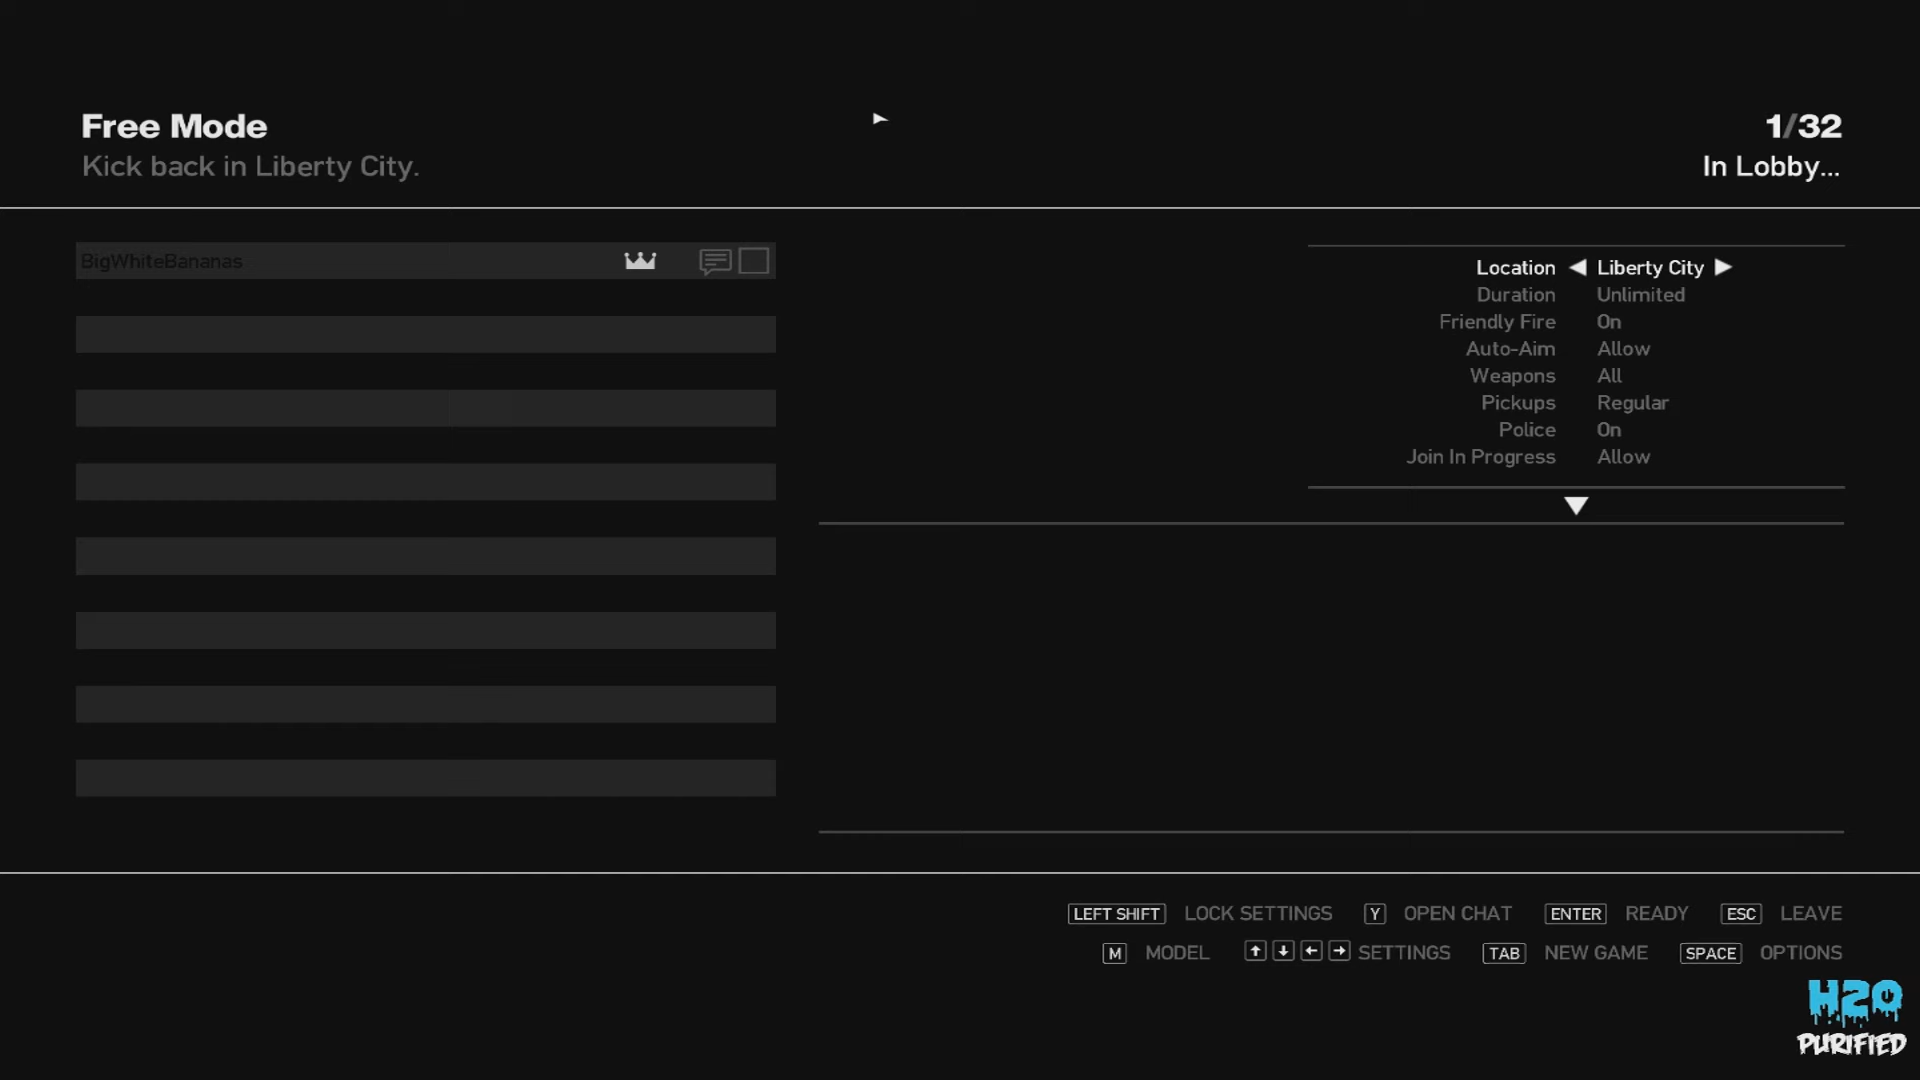 Free Mode
Kick back in Liberty City.
1/32
In Lobby...
BigWhiteBananas
Location Liberty City
Duration Unlimited
Friendly Fire On
Auto-Aim Allow
Weapons All
Pickups Regular
Police On
Join In Progress Allow
LEFT SHIFT LOCK SETTINGS Y OPEN CHAT ENTER READY ESC LEAVE
M MODEL SETTINGS TAB NEW GAME SPACE OPTIONS
H2O
PURIFIED